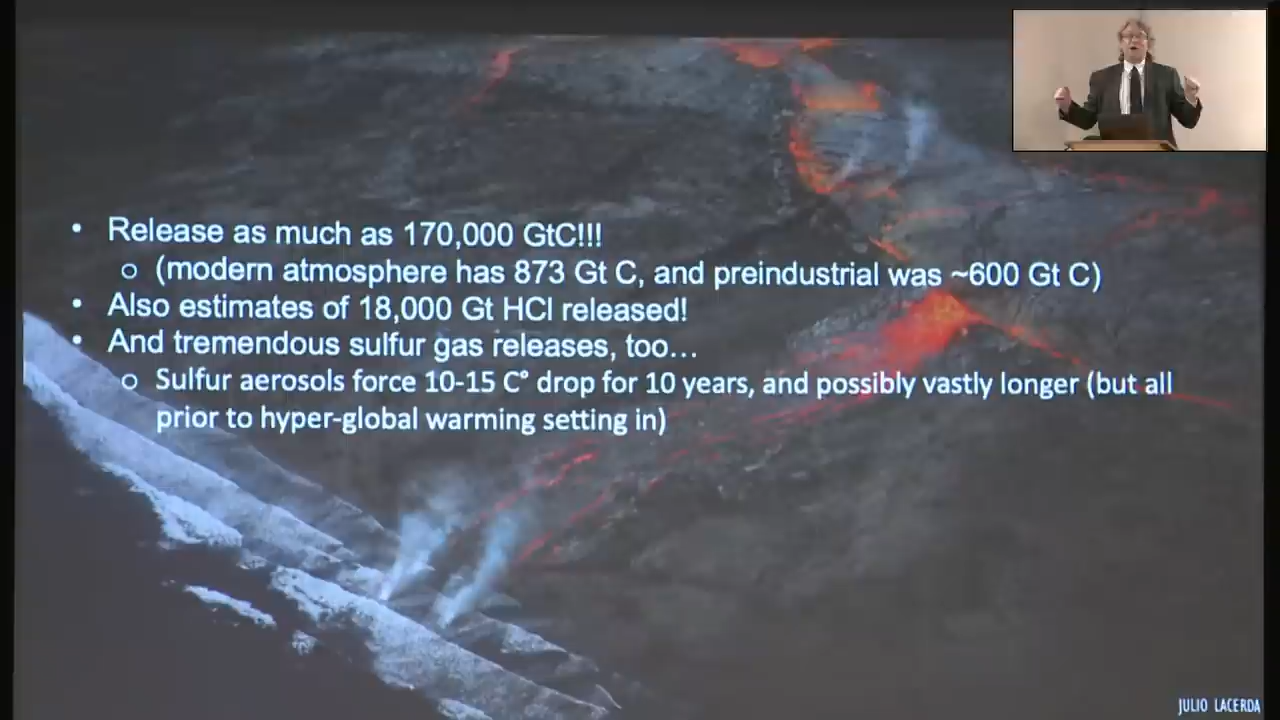 • Release as much as 170,000 GtC!!!
o (modern atmosphere has 873 Gt C, and preindustrial was ~600 Gt C)
• Also estimates of 18,000 Gt HCl released!
• And tremendous sulfur gas releases, too...
o Sulfur aerosols force 10-15 C° drop for 10 years, and possibly vastly longer (but all
prior to hyper-global warming setting in)
JULIO LACERDA